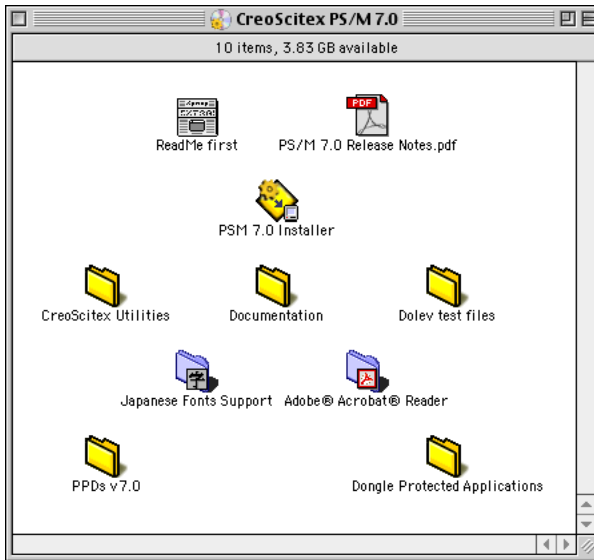 CreoScitex PS/M 7.0
10 items, 3.83 GB available
EXTRA!
PDF
ReadMe first
PS/M 7.0 Release Notes.pdf
PSM 7.0 Installer
CreoScitex Utilities
Documentation
Dolev test files
字
Japanese Fonts Support
Adobe® Acrobat® Reader
PPDs v7.0
Dongle Protected Applications